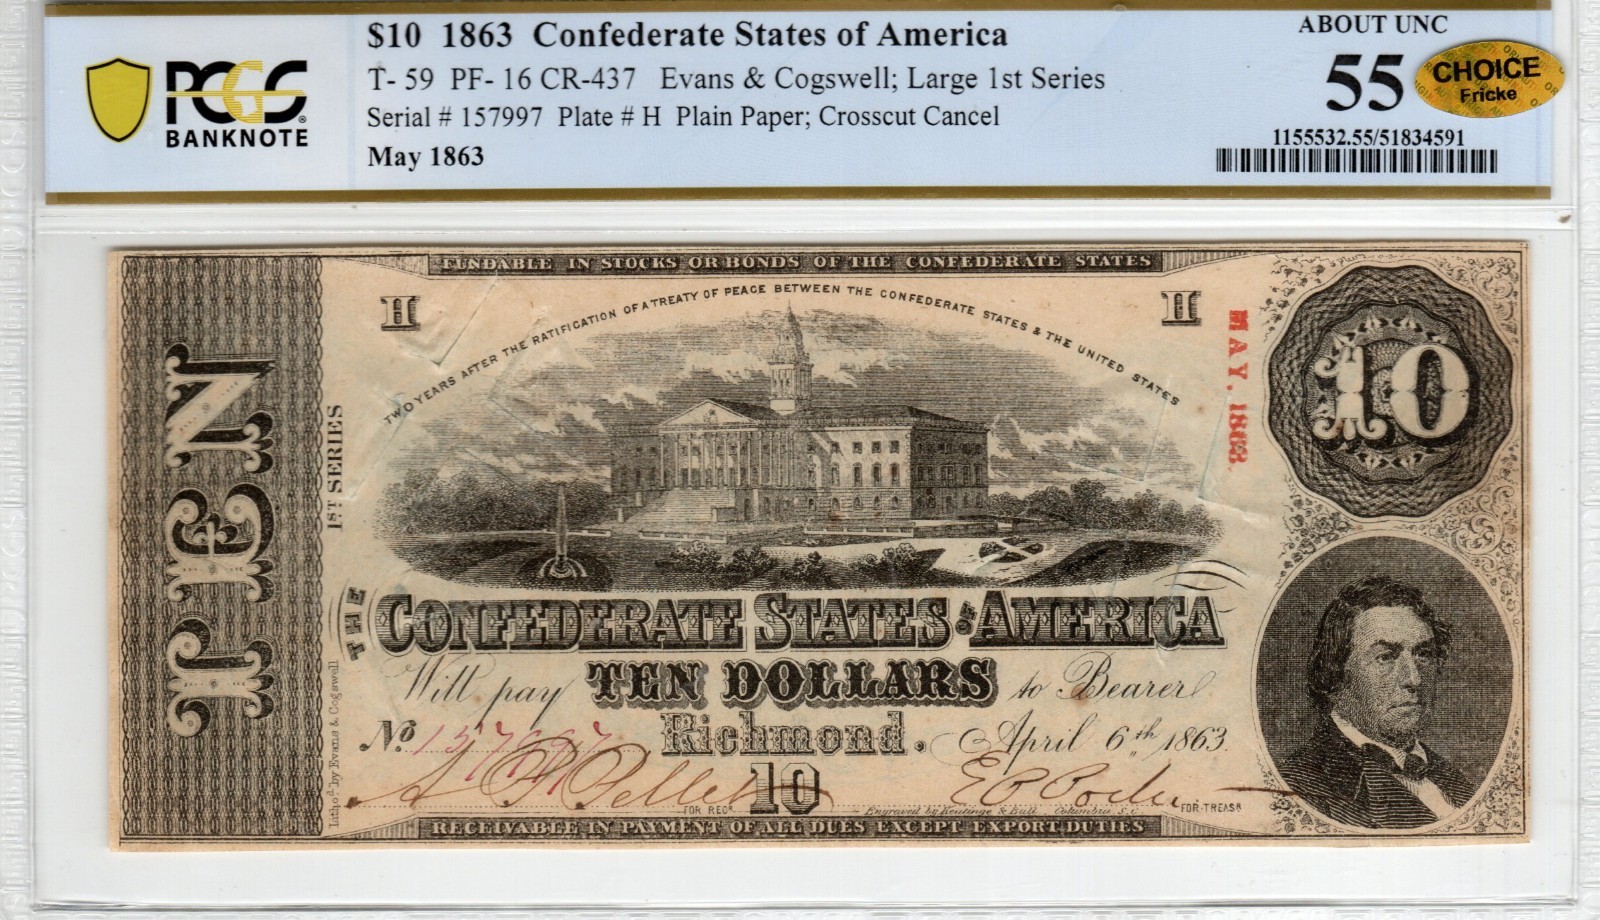 $10 1863 Confederate States of America
T- 59 PF- 16 CR-437 Evans & Cogswell; Large 1st Series
Serial # 157997 Plate # H Plain Paper; Crosscut Cancel
May 1863
PCGS
BANKNOTE
ABOUT UNC
55
CHOICE
Fricke
1155532.55/51834591
FUNDABLE IN STOCKS OR BONDS OF THE CONFEDERATE STATES
H
H
TWO YEARS AFTER THE RATIFICATION OF A TREATY OF PEACE BETWEEN THE CONFEDERATE STATES & THE UNITED STATES
MAY. 1863.
10
TEN
1ST SERIES
THE CONFEDERATE STATES OF AMERICA
Will pay TEN DOLLARS to Bearer
No. 157997 Richmond. April 6th 1863.
10
FOR REGR.
FOR TREASR.
Engraved by Keatinge & Ball Columbia S.C.
Lithod. by Evans & Cogswell
RECEIVABLE IN PAYMENT OF ALL DUES EXCEPT EXPORT DUTIES